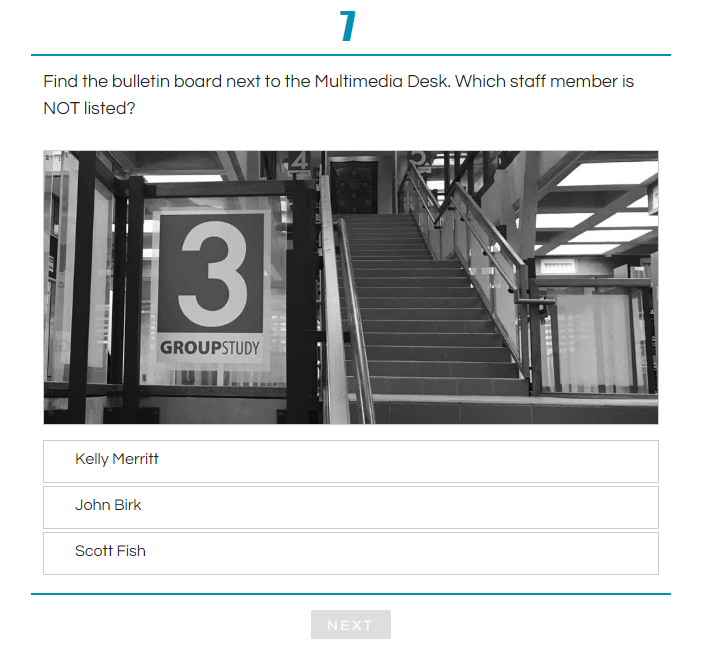 7
Find the bulletin board next to the Multimedia Desk. Which staff member is
NOT listed?
4
3
GROUPSTUDY
Kelly Merritt
John Birk
Scott Fish
NEXT